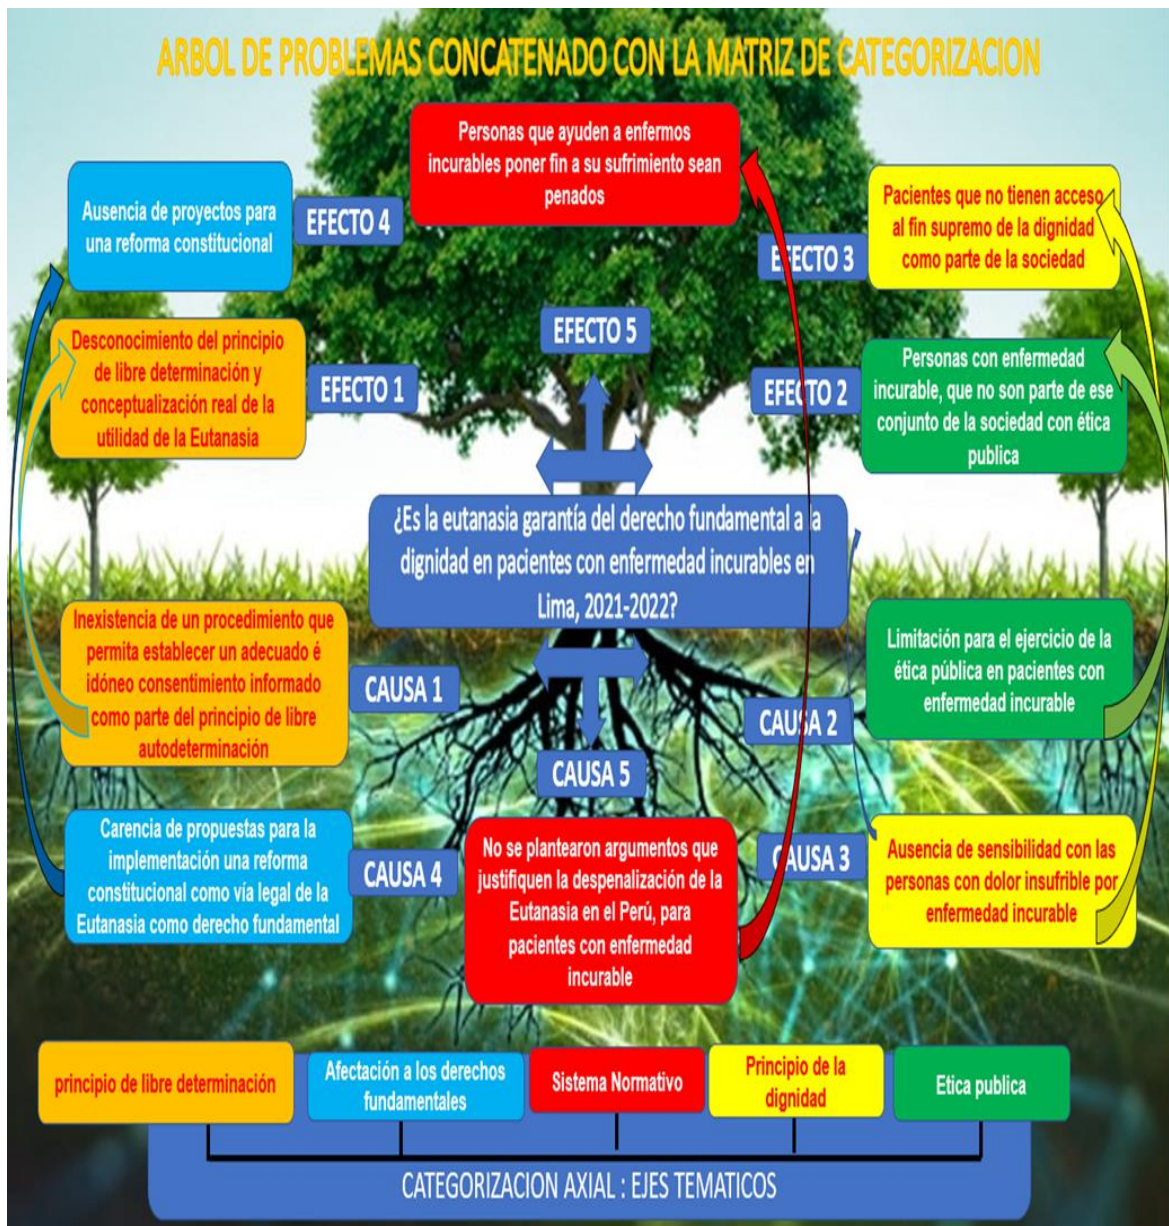 ARBOL DE PROBLEMAS CONCATENADO CON LA MATRIZ DE CATEGORIZACION
Personas que ayuden a enfermos
incurables poner fin a su sufrimiento sean
penados
Ausencia de proyectos para
una reforma constitucional
EFECTO 4
EFECTO 3
Pacientes que no tienen acceso
al fin supremo de la dignidad
como parte de la sociedad
EFECTO 5
Desconocimiento del principio
de libre determinación y
conceptualización real de la
utilidad de la Eutanasia
EFECTO 1
EFECTO 2
Personas con enfermedad
incurable, que no son parte de ese
conjunto de la sociedad con ética
publica
¿Es la eutanasia garantía del derecho fundamental a la
dignidad en pacientes con enfermedad incurables en
Lima, 2021-2022?
Inexistencia de un procedimiento que
permita establecer un adecuado é
idóneo consentimiento informado
como parte del principio de libre
autodeterminación
CAUSA 1
CAUSA 2
Limitación para el ejercicio de la
ética pública en pacientes con
enfermedad incurable
CAUSA 5
Carencia de propuestas para la
implementación una reforma
constitucional como vía legal de la
Eutanasia como derecho fundamental
CAUSA 4
No se plantearon argumentos que
justifiquen la despenalización de la
Eutanasia en el Perú, para
pacientes con enfermedad
incurable
CAUSA 3
Ausencia de sensibilidad con las
personas con dolor insufrible por
enfermedad incurable
principio de libre determinación
Afectación a los derechos
fundamentales
Sistema Normativo
Principio de la
dignidad
Etica publica
CATEGORIZACION AXIAL : EJES TEMATICOS